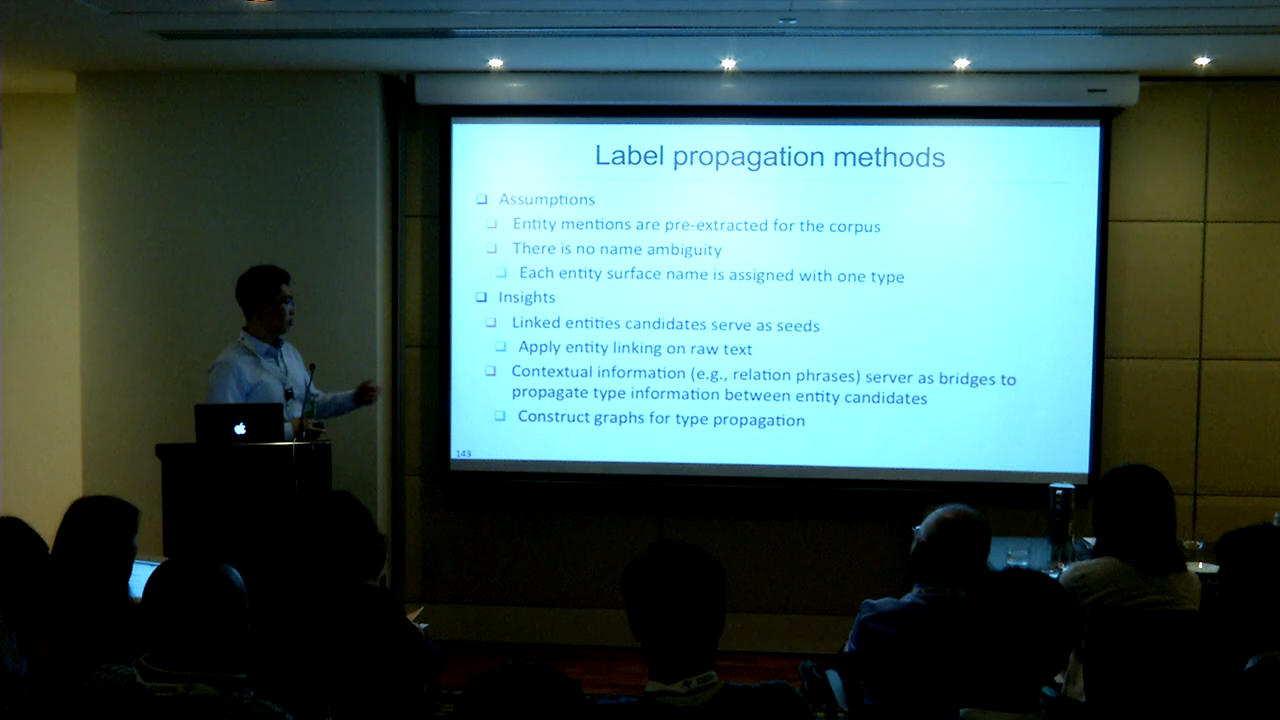 Label propagation methods
❑ Assumptions
❑ Entity mentions are pre-extracted for the corpus
❑ There is no name ambiguity
❑ Each entity surface name is assigned with one type
❑ Insights
❑ Linked entities candidates serve as seeds
❑ Apply entity linking on raw text
❑ Contextual information (e.g., relation phrases) server as bridges to
propagate type information between entity candidates
❑ Construct graphs for type propagation
143